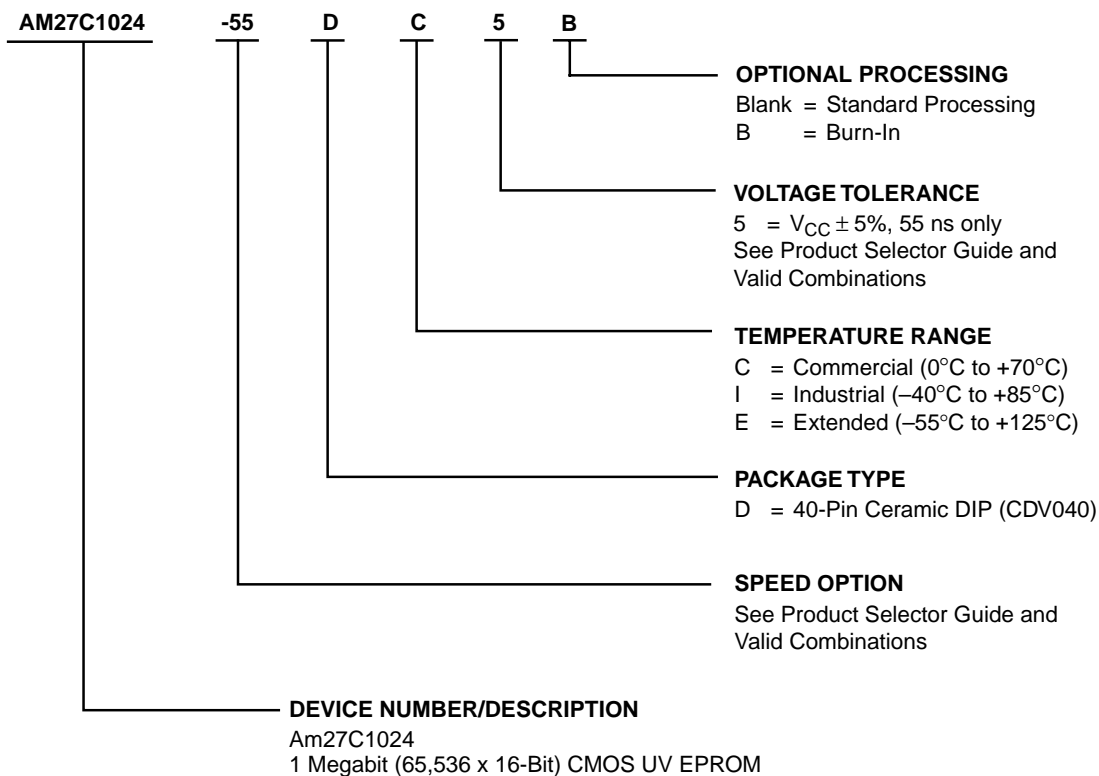 AM27C1024 -55 D C 5 B
OPTIONAL PROCESSING
Blank = Standard Processing
B = Burn-In
VOLTAGE TOLERANCE
5 = VCC ± 5%, 55 ns only
See Product Selector Guide and
Valid Combinations
TEMPERATURE RANGE
C = Commercial (0°C to +70°C)
I = Industrial (–40°C to +85°C)
E = Extended (–55°C to +125°C)
PACKAGE TYPE
D = 40-Pin Ceramic DIP (CDV040)
SPEED OPTION
See Product Selector Guide and
Valid Combinations
DEVICE NUMBER/DESCRIPTION
Am27C1024
1 Megabit (65,536 x 16-Bit) CMOS UV EPROM